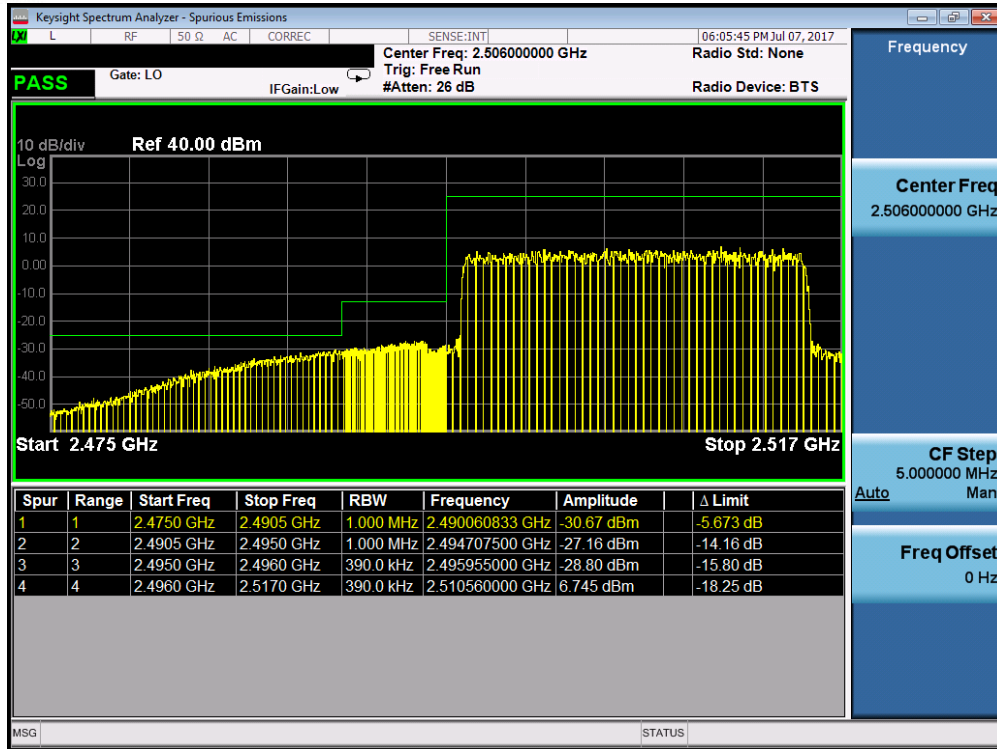 Keysight Spectrum Analyzer - Spurious Emissions
LXI L RF 50 Ω AC CORREC SENSE:INT 06:05:45 PM Jul 07, 2017
Center Freq: 2.506000000 GHz Radio Std: None
PASS Gate: LO Trig: Free Run
IFGain:Low #Atten: 26 dB Radio Device: BTS
10 dB/div Ref 40.00 dBm
Log
30.0
20.0
10.0
0.00
-10.0
-20.0
-30.0
-40.0
-50.0
Start 2.475 GHz Stop 2.517 GHz
Spur Range Start Freq Stop Freq RBW Frequency Amplitude Δ Limit
1 1 2.4750 GHz 2.4905 GHz 1.000 MHz 2.490060833 GHz -30.67 dBm -5.673 dB
2 2 2.4905 GHz 2.4950 GHz 1.000 MHz 2.494707500 GHz -27.16 dBm -14.16 dB
3 3 2.4950 GHz 2.4960 GHz 390.0 kHz 2.495955000 GHz -28.80 dBm -15.80 dB
4 4 2.4960 GHz 2.5170 GHz 390.0 kHz 2.510560000 GHz 6.745 dBm -18.25 dB
MSG STATUS
Frequency
Center Freq
2.506000000 GHz
CF Step
5.000000 MHz
Auto Man
Freq Offset
0 Hz